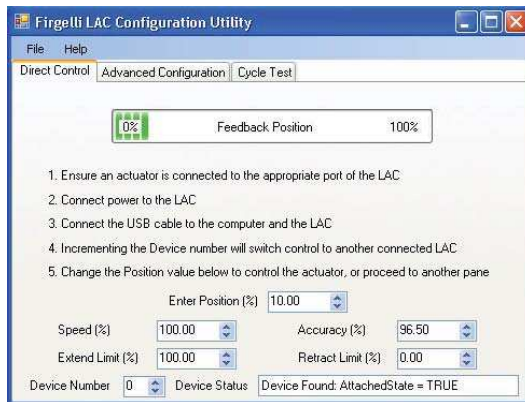 Firgelli LAC Configuration Utility
File Help
Direct Control Advanced Configuration Cycle Test
0% Feedback Position 100%
1. Ensure an actuator is connected to the appropriate port of the LAC
2. Connect power to the LAC
3. Connect the USB cable to the computer and the LAC
4. Incrementing the Device number will switch control to another connected LAC
5. Change the Position value below to control the actuator, or proceed to another pane
Enter Position (%) 10.00
Speed (%) 100.00 Accuracy (%) 96.50
Extend Limit (%) 100.00 Retract Limit (%) 0.00
Device Number 0 Device Status Device Found: AttachedState = TRUE